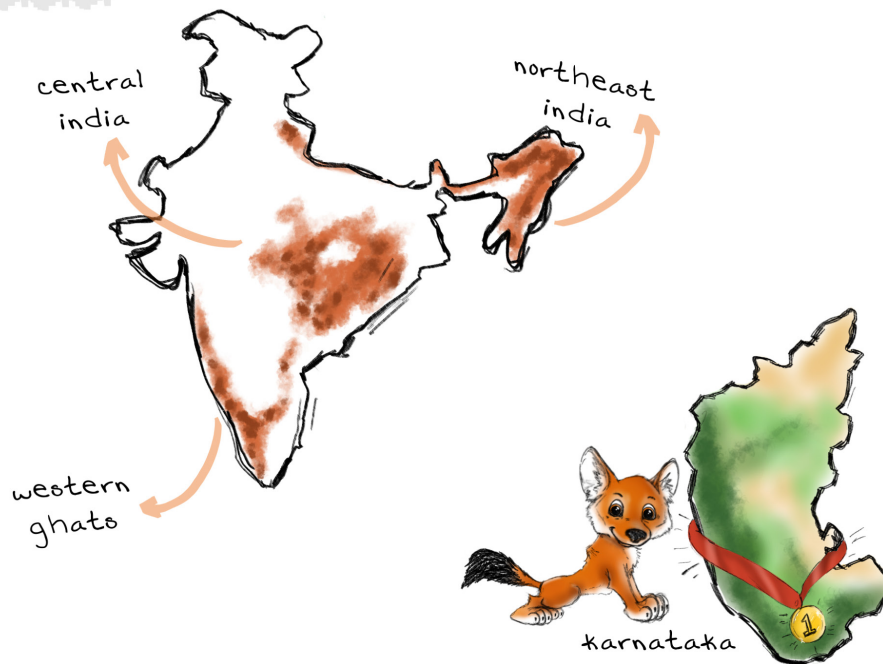 central
india
northeast
india
western
ghats
1
karnataka